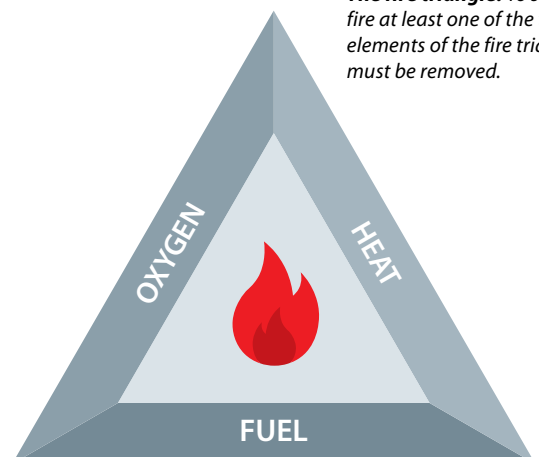 fire at least one of the
elements of the fire
must be removed.
OXYGEN
HEAT
FUEL